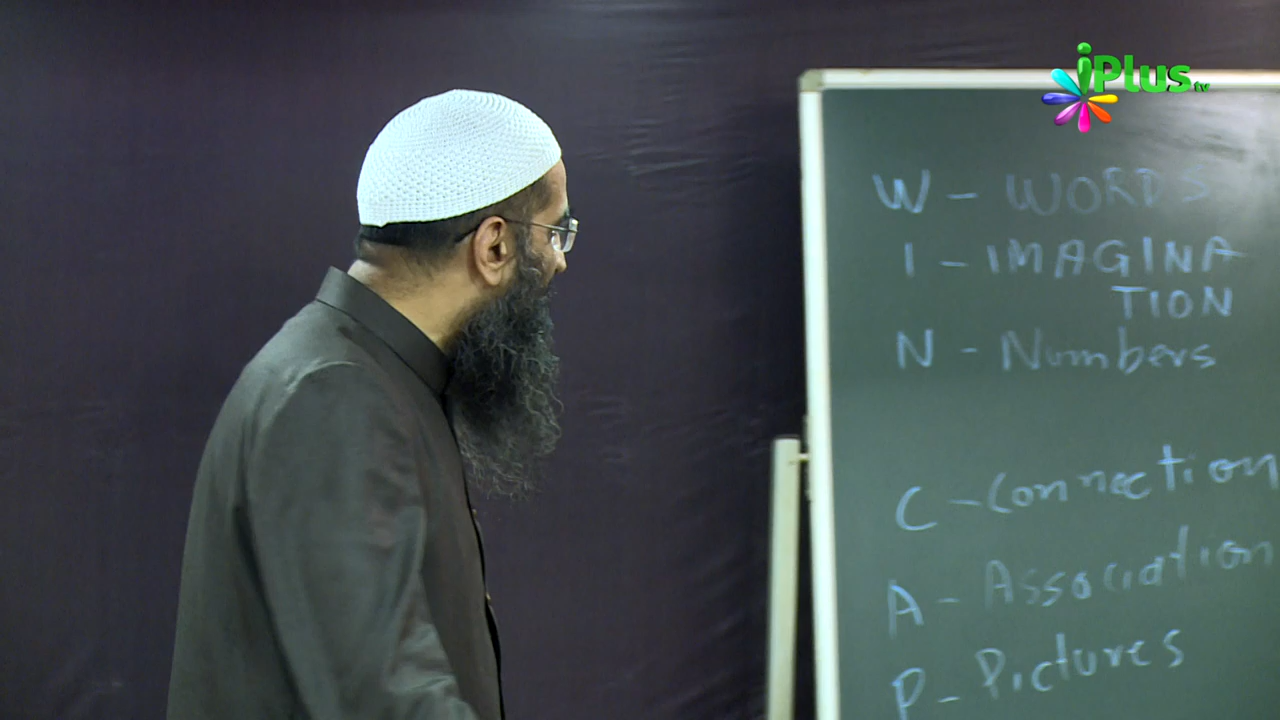 iPlus tv
W - WORDS
I - IMAGINA
TION
N - Numbers
C - Connection
A - Association
P - Pictures